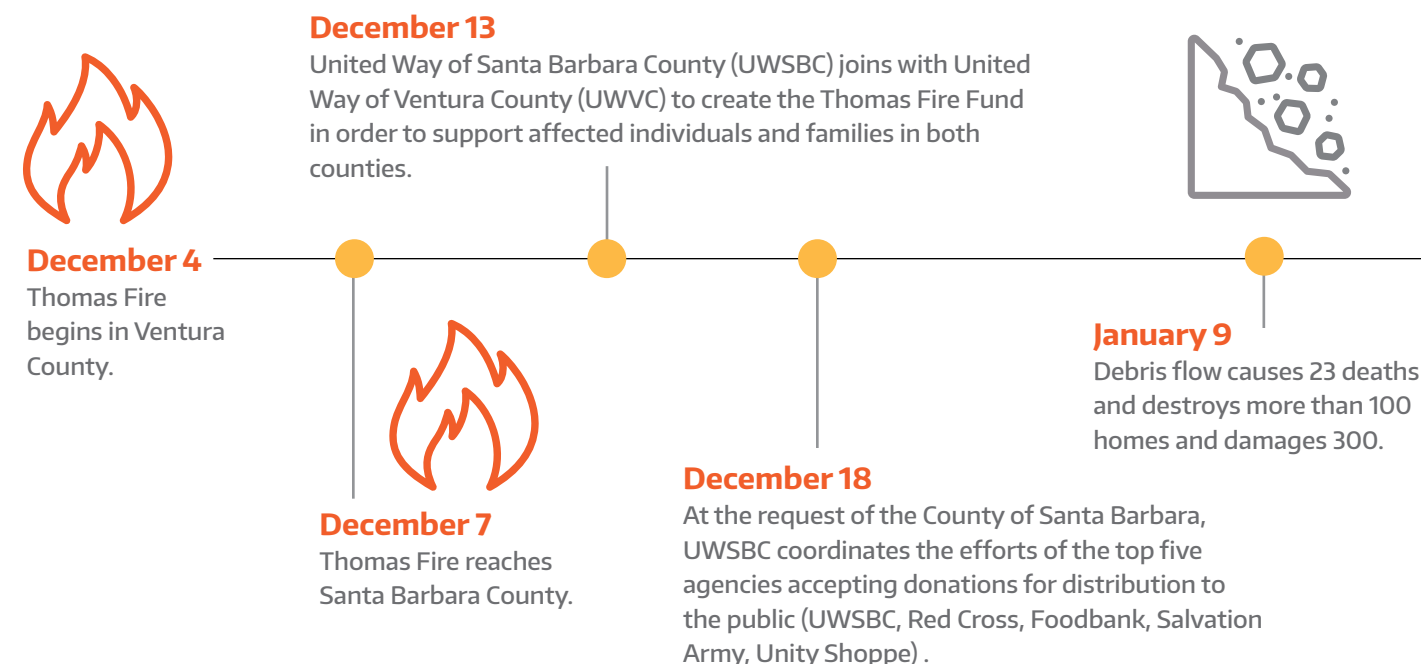 December 13
United Way of Santa Barbara County (UWSBC) joins with United
Way of Ventura County (UWVC) to create the Thomas Fire Fund
in order to support affected individuals and families in both
counties.
December 4
Thomas Fire
begins in Ventura
County.
December 7
Thomas Fire reaches
Santa Barbara County.
December 18
At the request of the County of Santa Barbara,
UWSBC coordinates the efforts of the top five
agencies accepting donations for distribution to
the public (UWSBC, Red Cross, Foodbank, Salvation
Army, Unity Shoppe) .
January 9
Debris flow causes 23 deaths
and destroys more than 100
homes and damages 300.